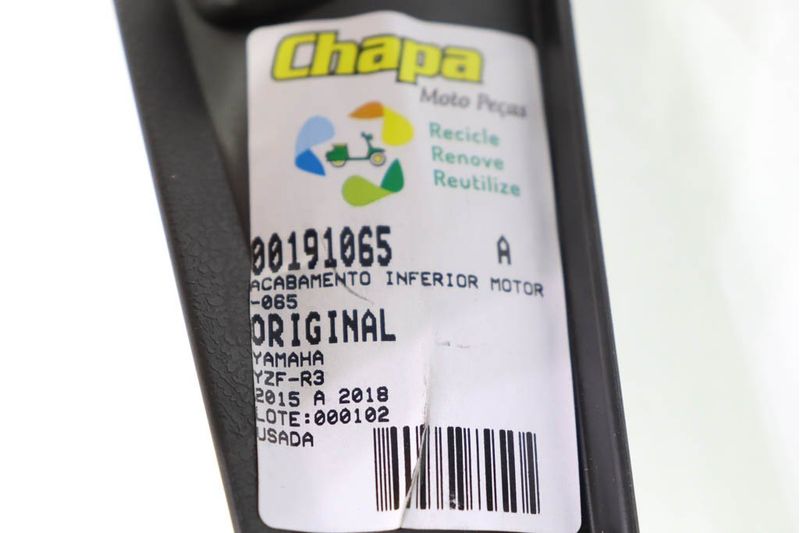 Chapa
Moto Peças
Recicle
Renove
Reutilize
00191065 A
ACABAMENTO INFERIOR MOTOR
-065
ORIGINAL
YAMAHA
YZF-R3
2015 A 2018
LOTE:000102
USADA